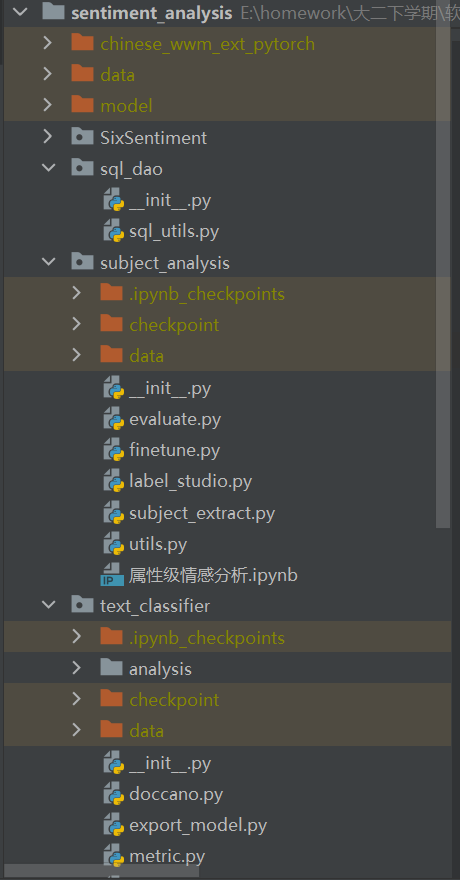 sentiment_analysis E:\homework\大二下学期\软
chinese_wwm_ext_pytorch
data
model
SixSentiment
sql_dao
__init__.py
sql_utils.py
subject_analysis
.ipynb_checkpoints
checkpoint
data
__init__.py
evaluate.py
finetune.py
label_studio.py
subject_extract.py
utils.py
IP 属性级情感分析.ipynb
text_classifier
.ipynb_checkpoints
analysis
checkpoint
data
__init__.py
doccano.py
export_model.py
metric.py